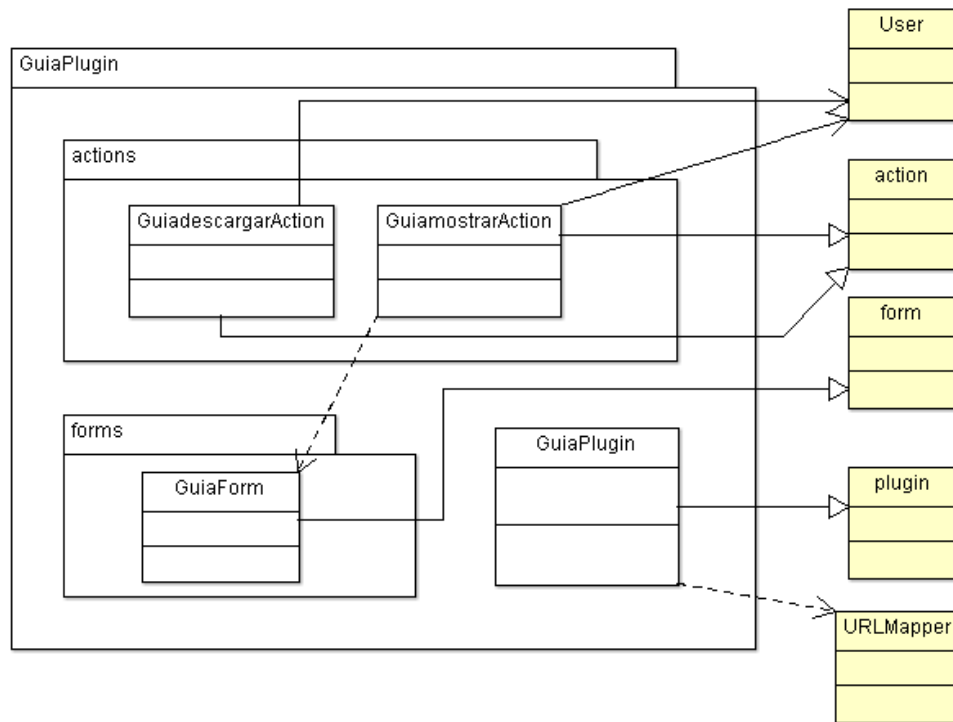 User
GuiaPlugin
actions
action
GuiadescargarAction
GuiamostrarAction
form
forms
GuiaPlugin
GuiaForm
plugin
URLMapper